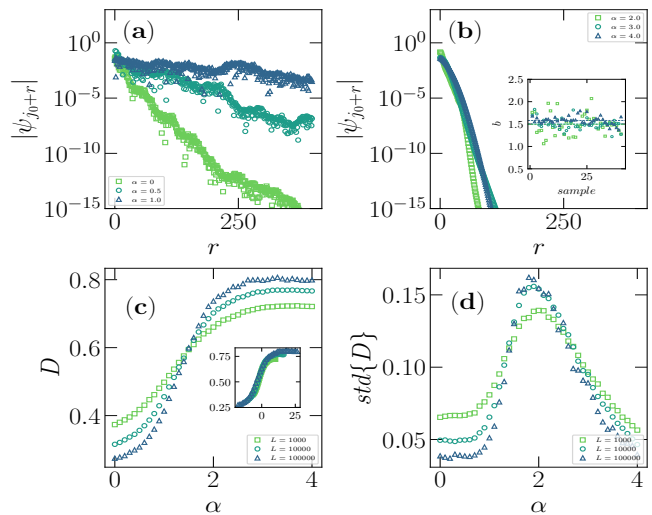 (a)
10^0
10^{-5}
10^{-10}
10^{-15}
|ψ_{j_0+r}|
α = 0
α = 0.5
α = 1.0
0
250
r
(b)
10^0
10^{-5}
10^{-10}
10^{-15}
|ψ_{j_0+r}|
α = 2.0
α = 3.0
α = 4.0
2.5
2.0
1.5
1.0
0.5
b
0
25
sample
0
250
r
(c)
0.8
0.6
0.4
D
0.75
0.50
0.25
0
25
L = 1000
L = 10000
L = 100000
0
2
4
α
(d)
0.15
0.10
0.05
std{D}
L = 1000
L = 10000
L = 100000
0
2
4
α